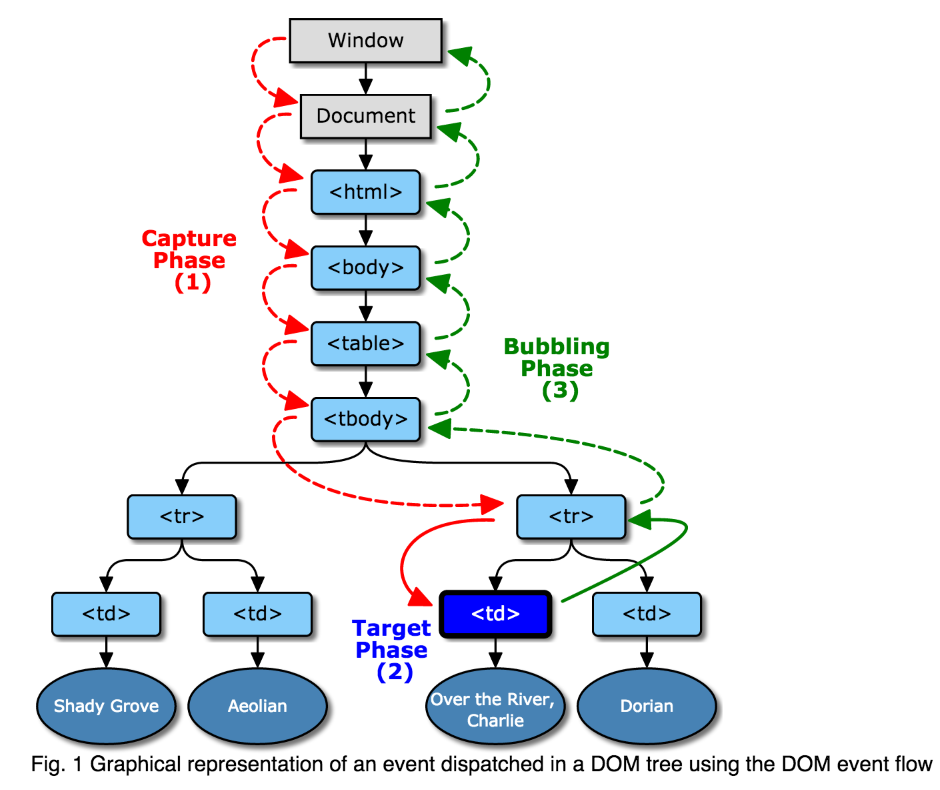 Window
Document
<html>
Capture
Phase
(1)
<body>
<table>
Bubbling
Phase
(3)
<tbody>
<tr>
<tr>
<td>
<td>
<td>
<td>
Target
Phase
(2)
Shady Grove
Aeolian
Over the River,
Charlie
Dorian
Fig. 1 Graphical representation of an event dispatched in a DOM tree using the DOM event flow